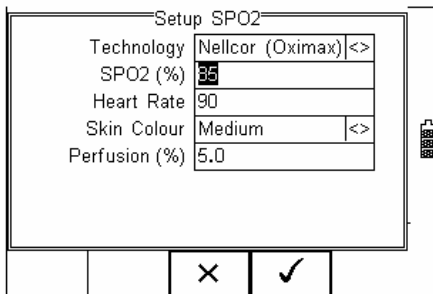 Setup SPO2
Technology Nellcor (Oximax) <>
SPO2 (%) 85
Heart Rate 90
Skin Colour Medium <>
Perfusion (%) 5.0